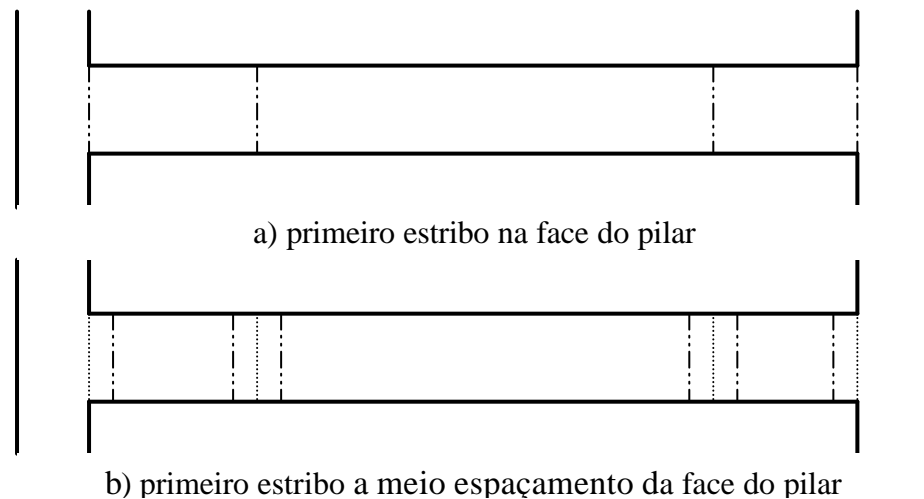 a) primeiro estribo na face do pilar
b) primeiro estribo a meio espaçamento da face do pilar